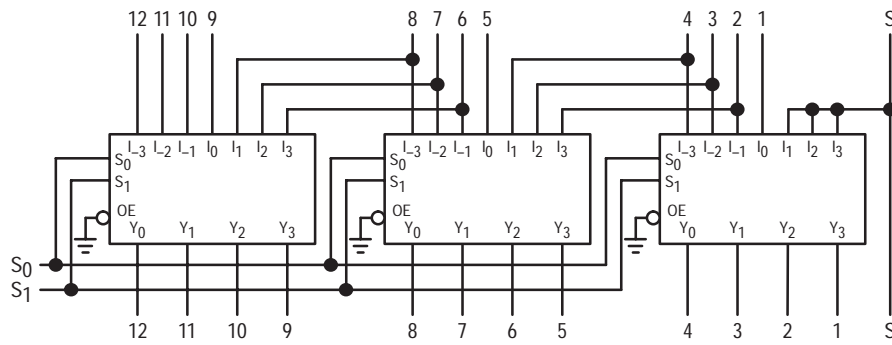 12 11 10 9 8 7 6 5 4 3 2 1 S
I–3 I–2 I–1 I0 I1 I2 I3 I–3 I–2 I–1 I0 I1 I2 I3 I–3 I–2 I–1 I0 I1 I2 I3
S0 S0 S0
S1 S1 S1
OE OE OE
Y0 Y1 Y2 Y3 Y0 Y1 Y2 Y3 Y0 Y1 Y2 Y3
S0
S1
12 11 10 9 8 7 6 5 4 3 2 1 S